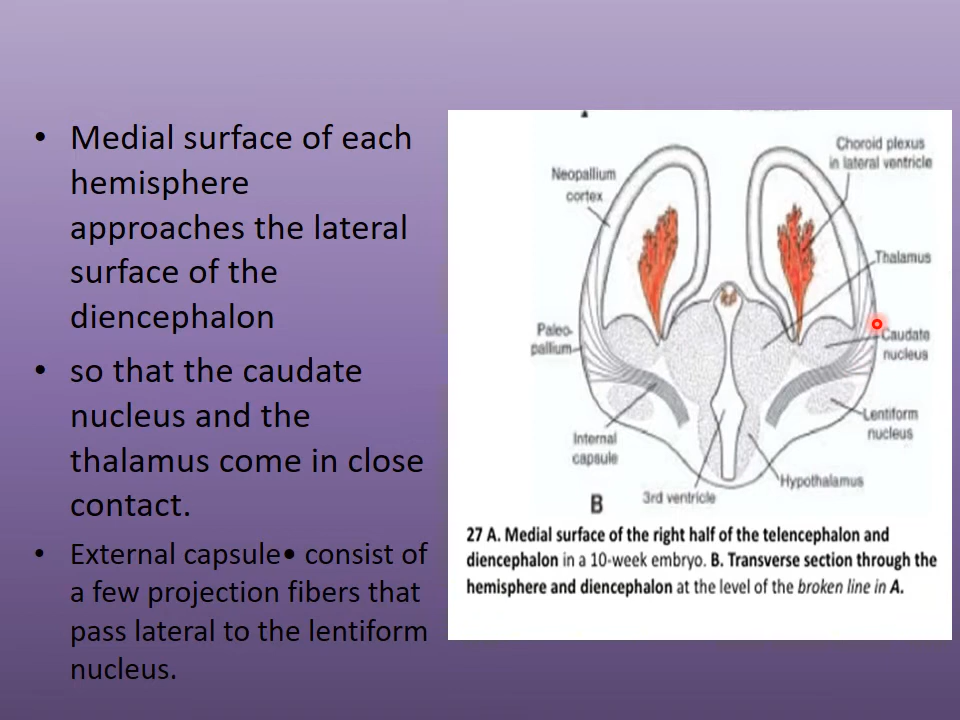 • Medial surface of each
hemisphere
approaches the lateral
surface of the
diencephalon
• so that the caudate
nucleus and the
thalamus come in close
contact.
• External capsule• consist of
a few projection fibers that
pass lateral to the lentiform
nucleus.
Choroid plexus
in lateral ventricle
Neopallium
cortex
Thalamus
Paleo-
pallium
Caudate
nucleus
Lentiform
nucleus
Internal
capsule
Hypothalamus
3rd ventricle
B
27 A. Medial surface of the right half of the telencephalon and
diencephalon in a 10-week embryo. B. Transverse section through the
hemisphere and diencephalon at the level of the broken line in A.